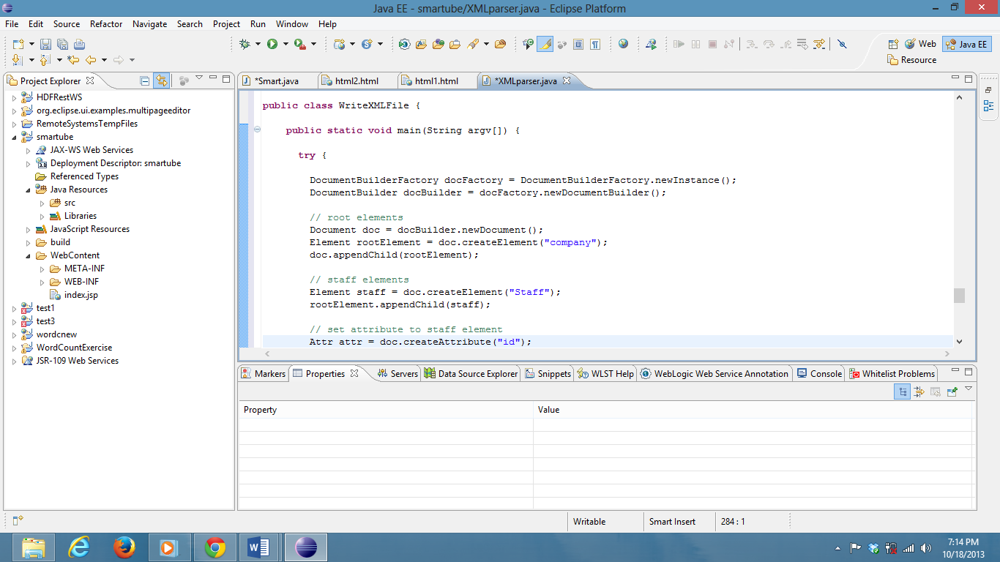 Java EE - smartube/XMLparser.java - Eclipse Platform
File Edit Source Refactor Navigate Search Project Run Window Help
Web Java EE
Resource
Project Explorer
HDFRestWS
org.eclipse.ui.examples.multipageeditor
RemoteSystemsTempFiles
smartube
JAX-WS Web Services
3.0 Deployment Descriptor: smartube
Referenced Types
Java Resources
src
Libraries
JavaScript Resources
build
WebContent
META-INF
WEB-INF
index.jsp
test1
test3
wordcnew
WordCountExercise
JSR-109 Web Services
*Smart.java html2.html html1.html *XMLparser.java
public class WriteXMLFile {
public static void main(String argv[]) {
try {
DocumentBuilderFactory docFactory = DocumentBuilderFactory.newInstance();
DocumentBuilder docBuilder = docFactory.newDocumentBuilder();
// root elements
Document doc = docBuilder.newDocument();
Element rootElement = doc.createElement("company");
doc.appendChild(rootElement);
// staff elements
Element staff = doc.createElement("Staff");
rootElement.appendChild(staff);
// set attribute to staff element
Attr attr = doc.createAttribute("id");
Markers Properties Servers Data Source Explorer Snippets WLST Help WebLogic Web Service Annotation Console Whitelist Problems
Property Value
Writable Smart Insert 284 : 1
7:14 PM
10/18/2013